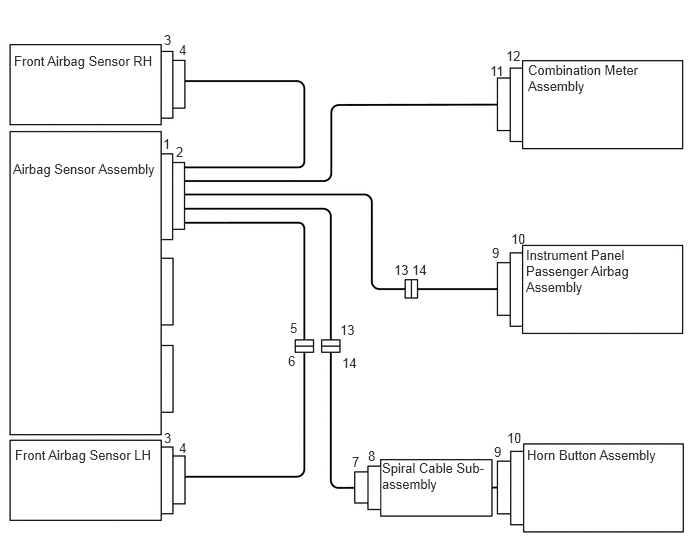 3
4
Front Airbag Sensor RH
12
11
Combination Meter
Assembly
1
2
Airbag Sensor Assembly
10
9
Instrument Panel
Passenger Airbag
Assembly
13 14
5
13
6
14
3
4
Front Airbag Sensor LH
7
8
Spiral Cable Sub-
assembly
10
9
Horn Button Assembly